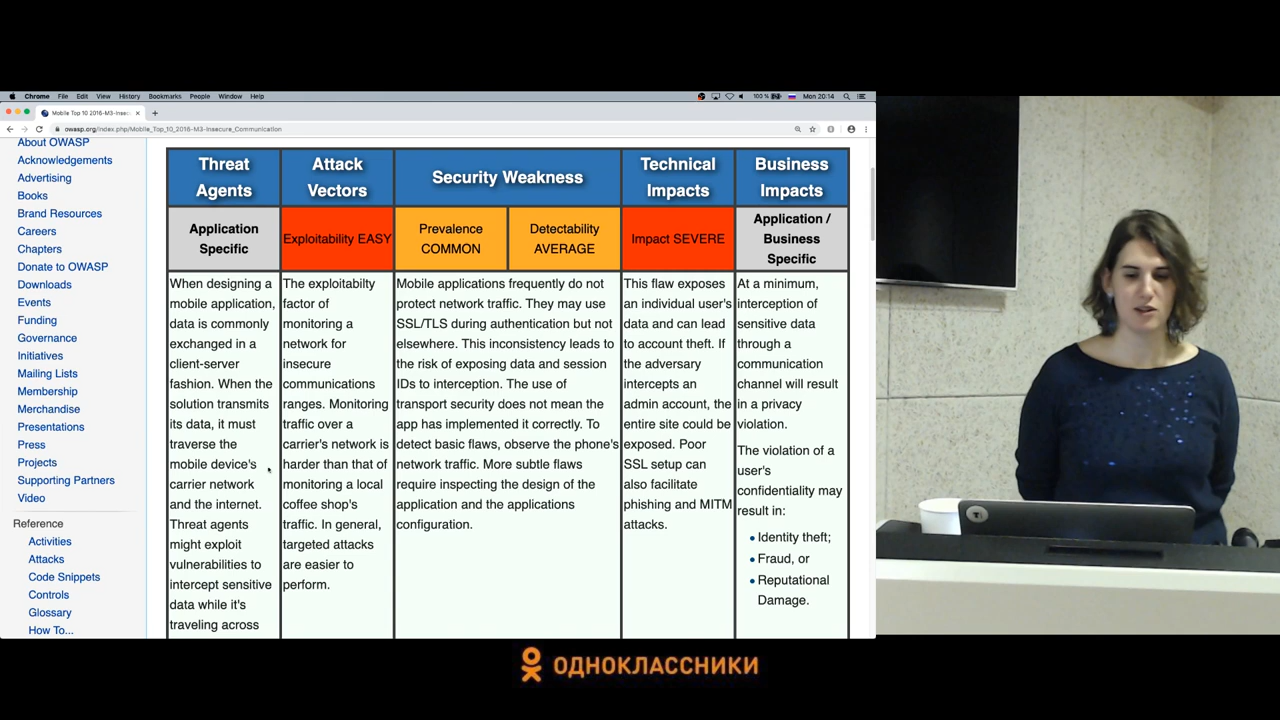 Chrome File Edit View History Bookmarks People Window Help
100 % Mon 20:14
Mobile Top 10 2016-M3-Insec
owasp.org/index.php/Mobile_Top_10_2016-M3-Insecure_Communication
About OWASP
Acknowledgements
Advertising
Books
Brand Resources
Careers
Chapters
Donate to OWASP
Downloads
Events
Funding
Governance
Initiatives
Mailing Lists
Membership
Merchandise
Presentations
Press
Projects
Supporting Partners
Video
Reference
Activities
Attacks
Code Snippets
Controls
Glossary
How To...
Threat
Agents
Attack
Vectors
Security Weakness
Technical
Impacts
Business
Impacts
Application
Specific
Exploitability EASY
Prevalence
COMMON
Detectability
AVERAGE
Impact SEVERE
Application /
Business
Specific
When designing a
mobile application,
data is commonly
exchanged in a
client-server
fashion. When the
solution transmits
its data, it must
traverse the
mobile device's
carrier network
and the internet.
Threat agents
might exploit
vulnerabilities to
intercept sensitive
data while it's
traveling across
The exploitabilty
factor of
monitoring a
network for
insecure
communications
ranges. Monitoring
traffic over a
carrier's network is
harder than that of
monitoring a local
coffee shop's
traffic. In general,
targeted attacks
are easier to
perform.
Mobile applications frequently do not
protect network traffic. They may use
SSL/TLS during authentication but not
elsewhere. This inconsistency leads to
the risk of exposing data and session
IDs to interception. The use of
transport security does not mean the
app has implemented it correctly. To
detect basic flaws, observe the phone's
network traffic. More subtle flaws
require inspecting the design of the
application and the applications
configuration.
This flaw exposes
an individual user's
data and can lead
to account theft. If
the adversary
intercepts an
admin account, the
entire site could be
exposed. Poor
SSL setup can
also facilitate
phishing and MITM
attacks.
At a minimum,
interception of
sensitive data
through a
communication
channel will result
in a privacy
violation.
The violation of a
user's
confidentiality may
result in:
Identity theft;
Fraud, or
Reputational
Damage.
ОДНОКЛАССНИКИ